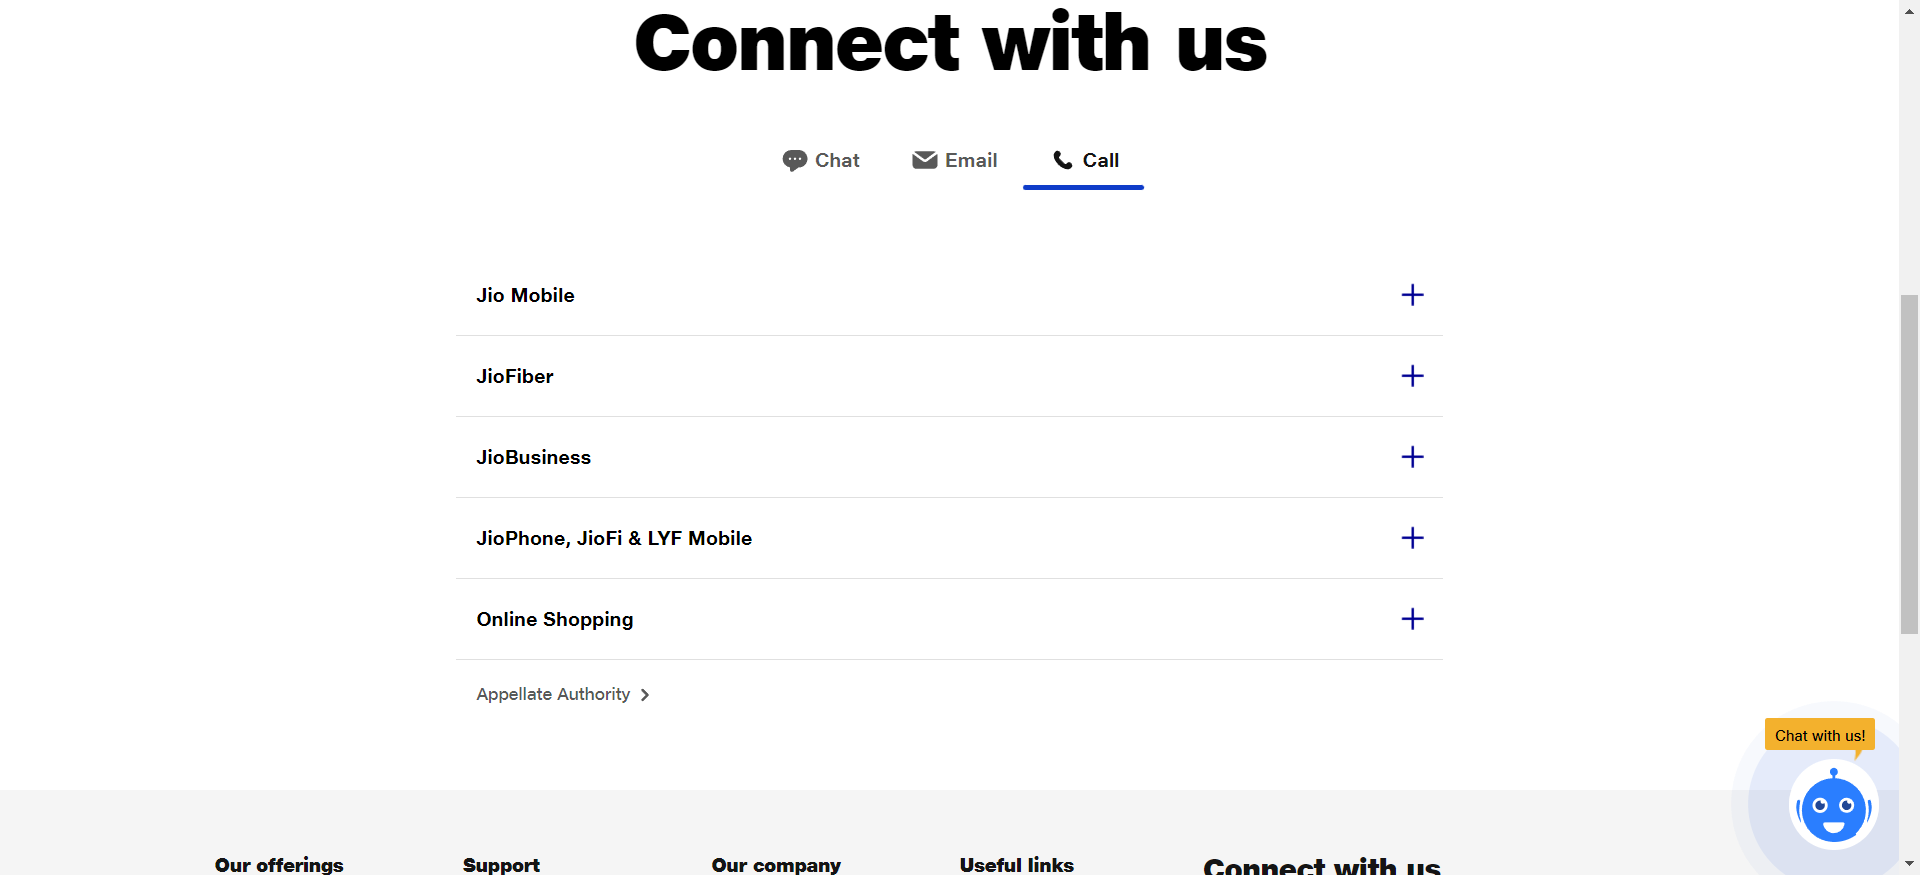 Connect with us
Chat
Email
Call
Jio Mobile
JioFiber
JioBusiness
JioPhone, JioFi & LYF Mobile
Online Shopping
Appellate Authority
Chat with us!
Our offerings
Support
Our company
Useful links
Connect with us